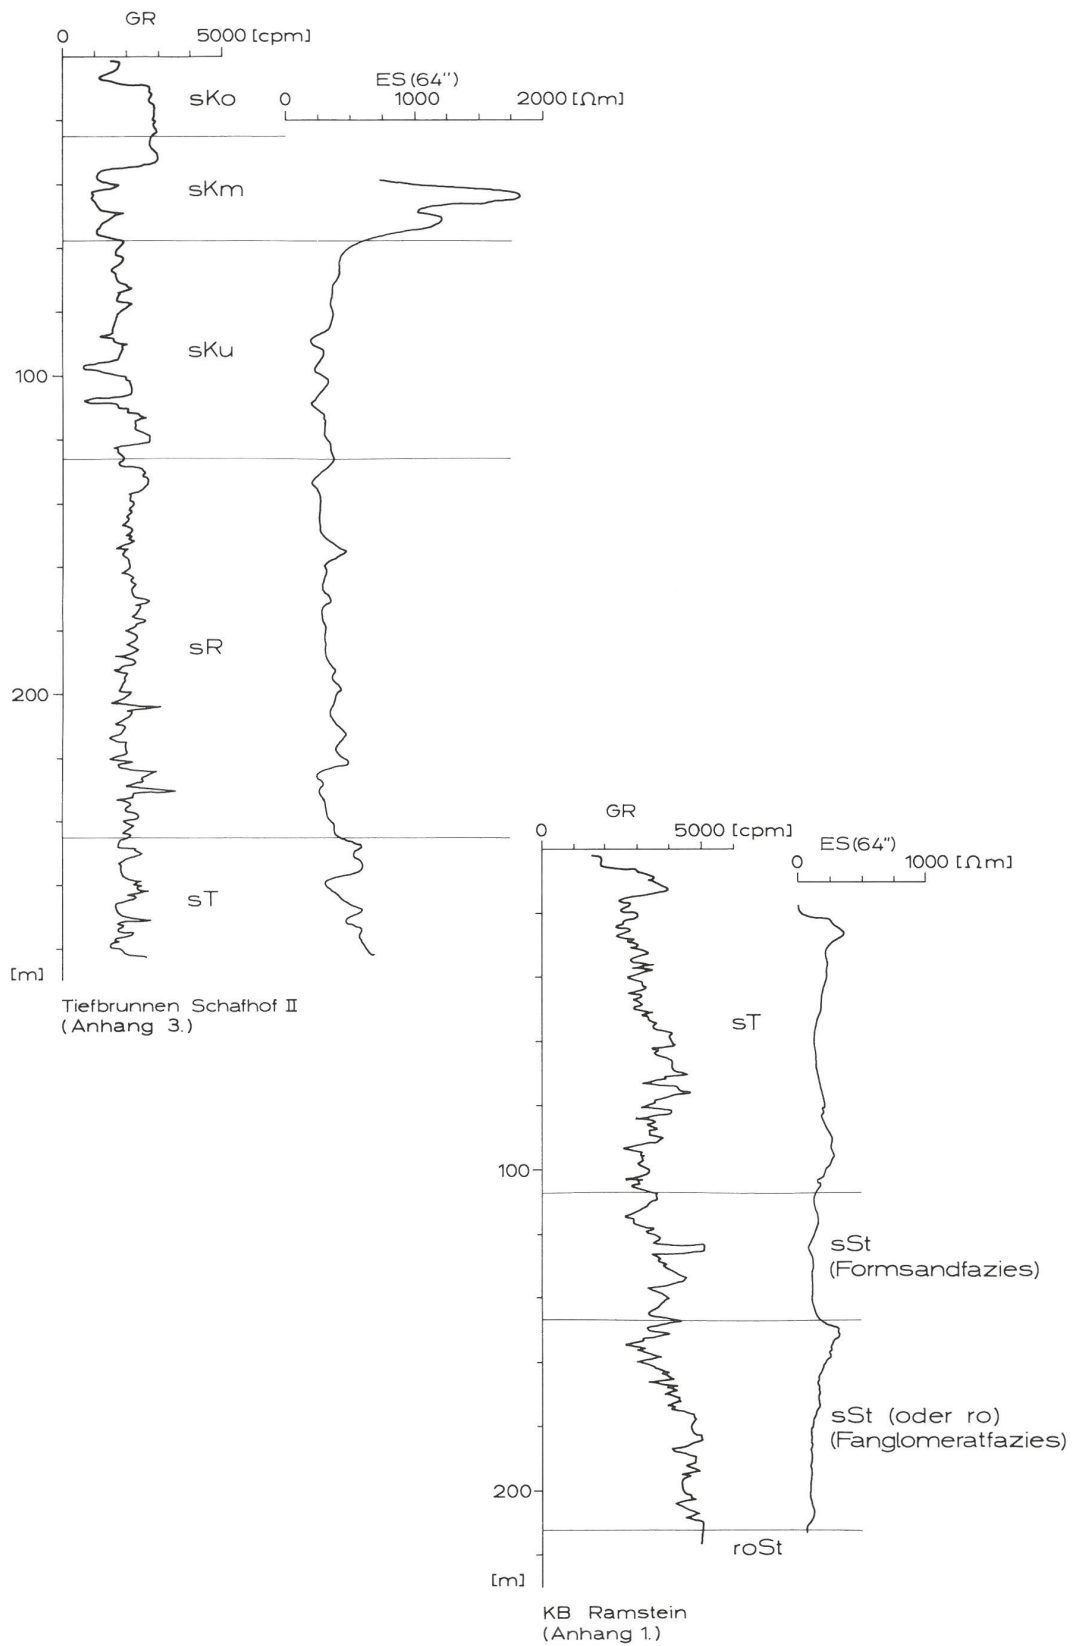 GR
0 5000 [cpm]
ES (64")
0 1000 2000 [Ωm]
sKo
sKm
sKu
100
sR
200
sT
[m]
Tiefbrunnen Schafhof II
(Anhang 3.)
GR
0 5000 [cpm]
ES (64")
0 1000 [Ωm]
sT
100
sSt
(Formsandfazies)
sSt (oder ro)
(Fanglomeratfazies)
200
roSt
[m]
KB Ramstein
(Anhang 1.)